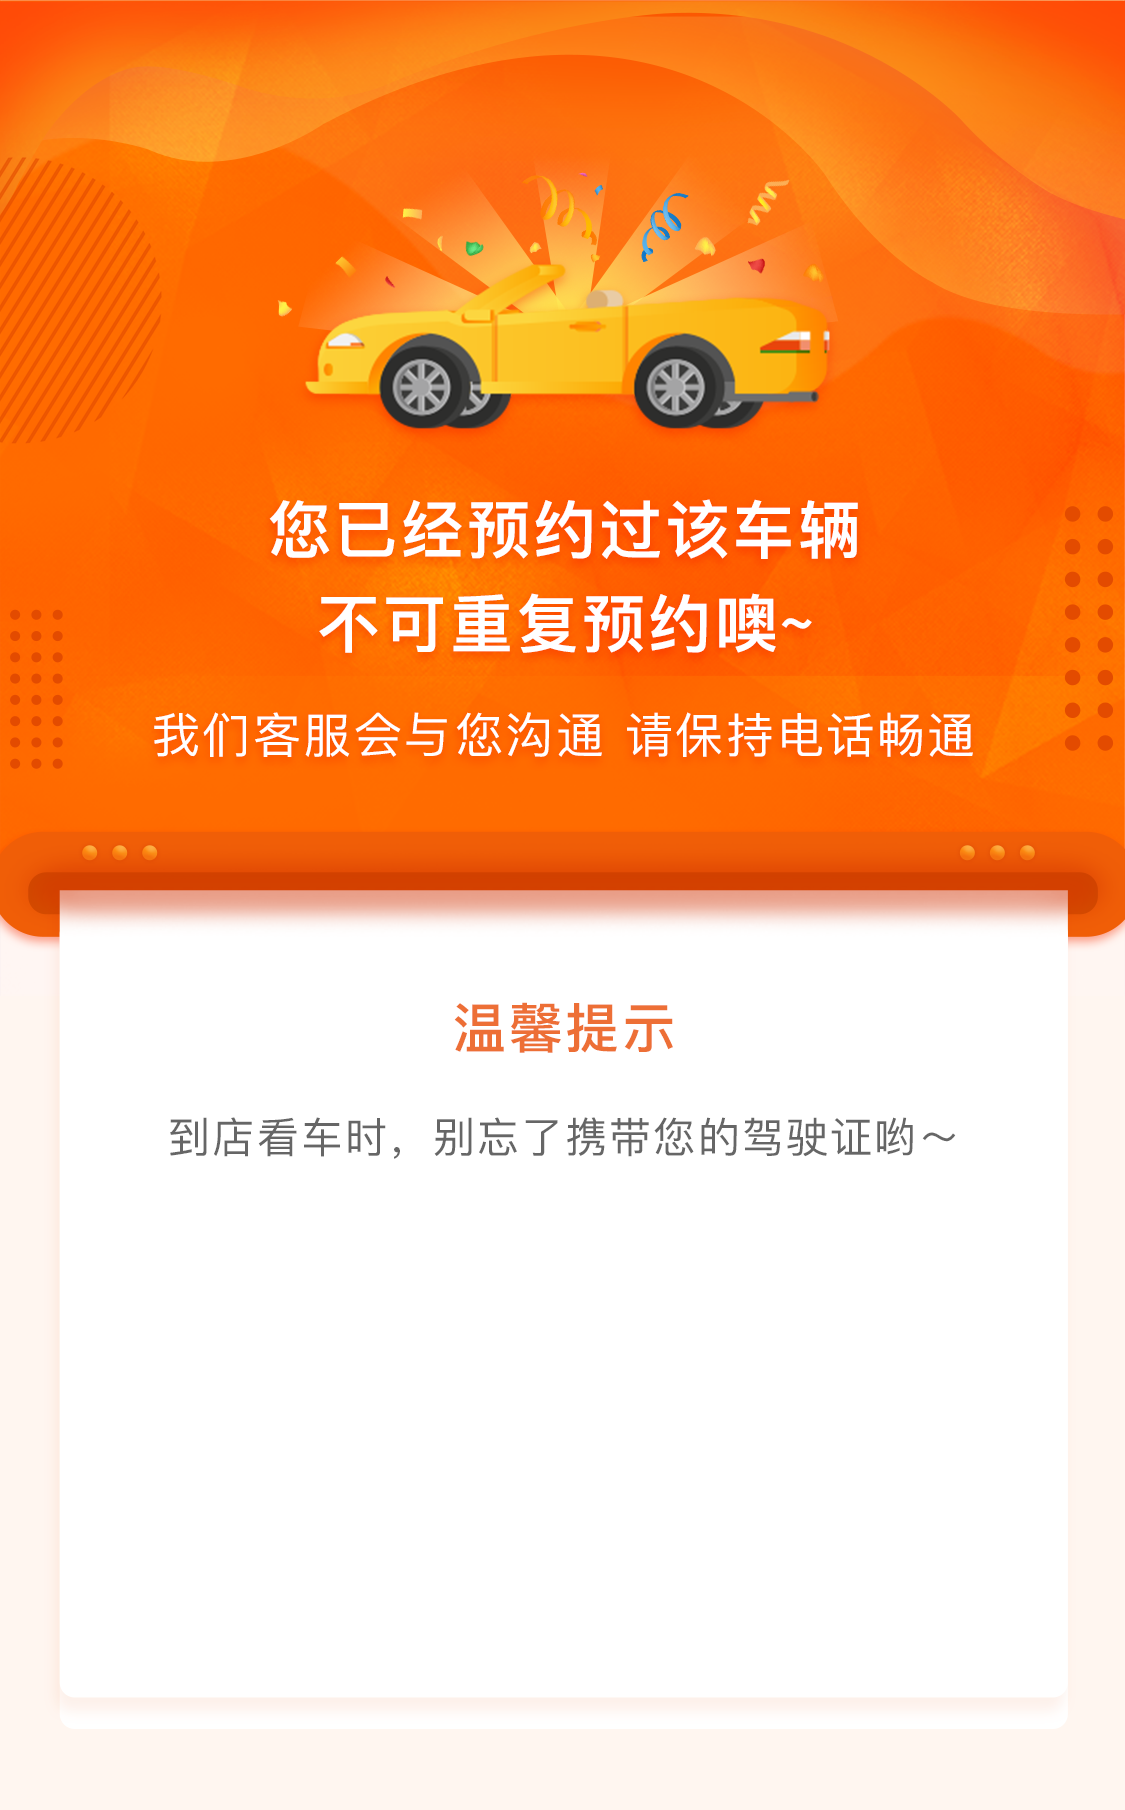 您已经预约过该车辆
不可重复预约噢~
我们客服会与您沟通 请保持电话畅通
温馨提示
到店看车时，别忘了携带您的驾驶证哟～